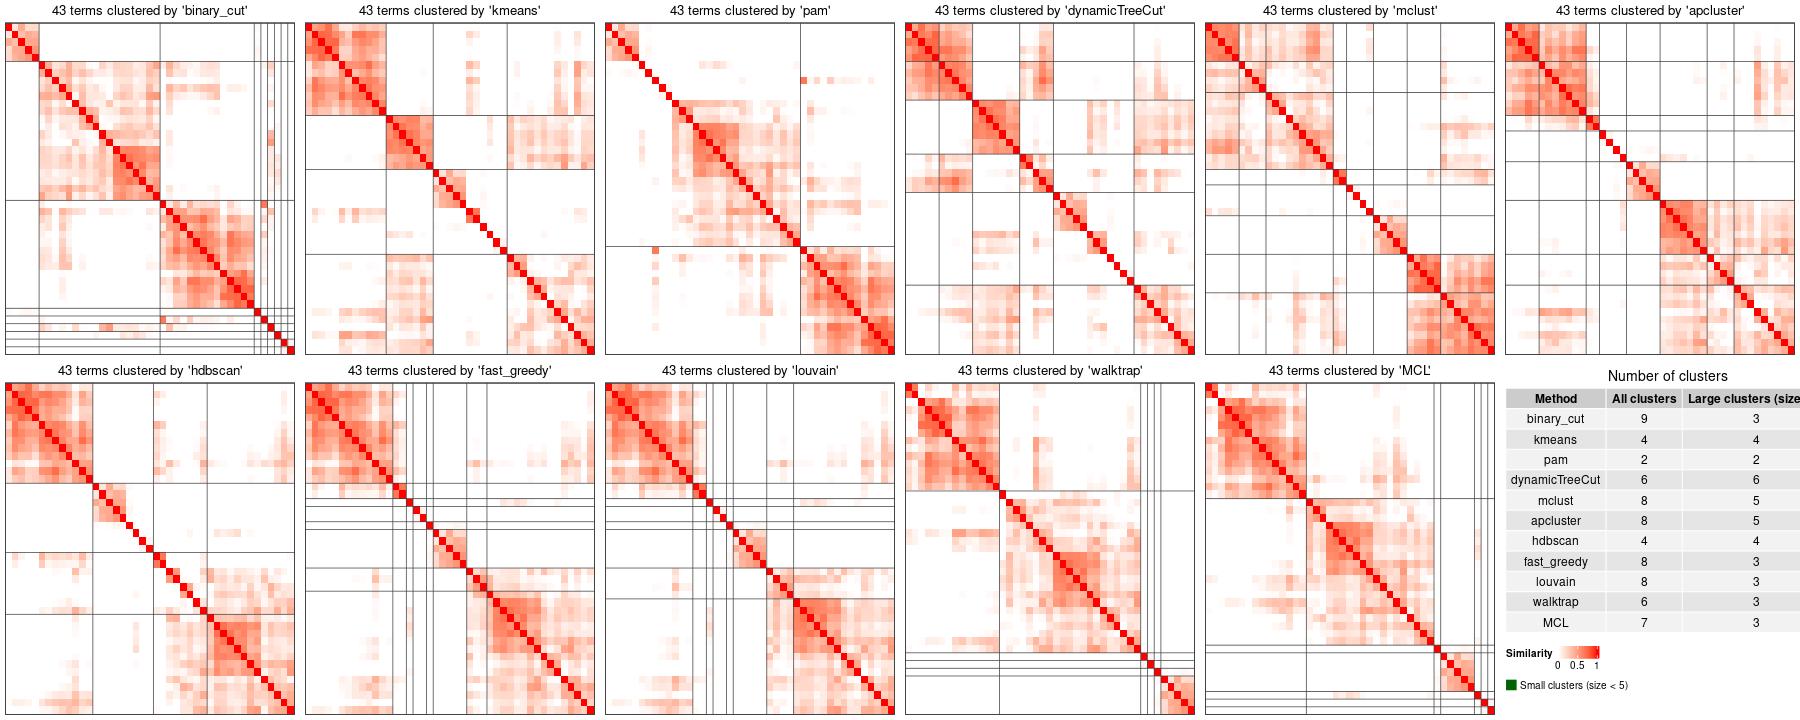 43 terms clustered by 'binary_cut'
43 terms clustered by 'kmeans'
43 terms clustered by 'pam'
43 terms clustered by 'dynamicTreeCut'
43 terms clustered by 'mclust'
43 terms clustered by 'apcluster'
43 terms clustered by 'hdbscan'
43 terms clustered by 'fast_greedy'
43 terms clustered by 'louvain'
43 terms clustered by 'walktrap'
43 terms clustered by 'MCL'
Number of clusters
Method All clusters Large clusters (size
binary_cut 9 3
kmeans 4 4
pam 2 2
dynamicTreeCut 6 6
mclust 8 5
apcluster 8 5
hdbscan 4 4
fast_greedy 8 3
louvain 8 3
walktrap 6 3
MCL 7 3
Similarity
0 0.5 1
Small clusters (size < 5)